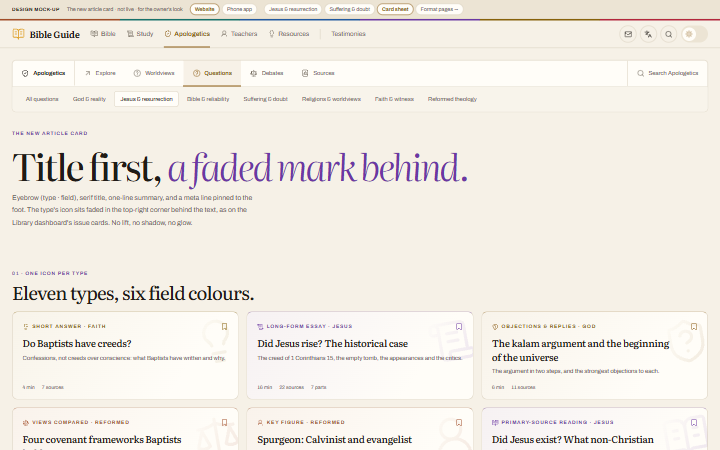 DESIGN MOCK-UP The new article card · not live · for the owner's look Website Phone app Jesus & resurrection Suffering & doubt Card sheet Format pages →
Bible Guide Bible Study Apologetics Teachers Resources Testimonies
Apologetics Explore Worldviews Questions Debates Sources Search Apologetics
All questions God & reality Jesus & resurrection Bible & reliability Suffering & doubt Religions & worldviews Faith & witness Reformed theology
THE NEW ARTICLE CARD
Title first, a faded mark behind.
Eyebrow (type · field), serif title, one-line summary, and a meta line pinned to the
foot. The type's icon sits faded in the top-right corner behind the text, as on the
Library dashboard's issue cards. No lift, no shadow, no glow.
01 · ONE ICON PER TYPE
Eleven types, six field colours.
SHORT ANSWER · FAITH
Do Baptists have creeds?
Confessions, not creeds over conscience: what Baptists have written and why.
4 min 7 sources
LONG-FORM ESSAY · JESUS
Did Jesus rise? The historical case
The creed of 1 Corinthians 15, the empty tomb, the appearances and the critics.
16 min 32 sources 7 parts
OBJECTIONS & REPLIES · GOD
The kalam argument and the beginning
of the universe
The argument in two steps, and the strongest objections to each.
6 min 11 sources
VIEWS COMPARED · REFORMED
Four covenant frameworks Baptists
KEY FIGURE · REFORMED
Spurgeon: Calvinist and evangelist
PRIMARY-SOURCE READING · JESUS
Did Jesus exist? What non-Christian